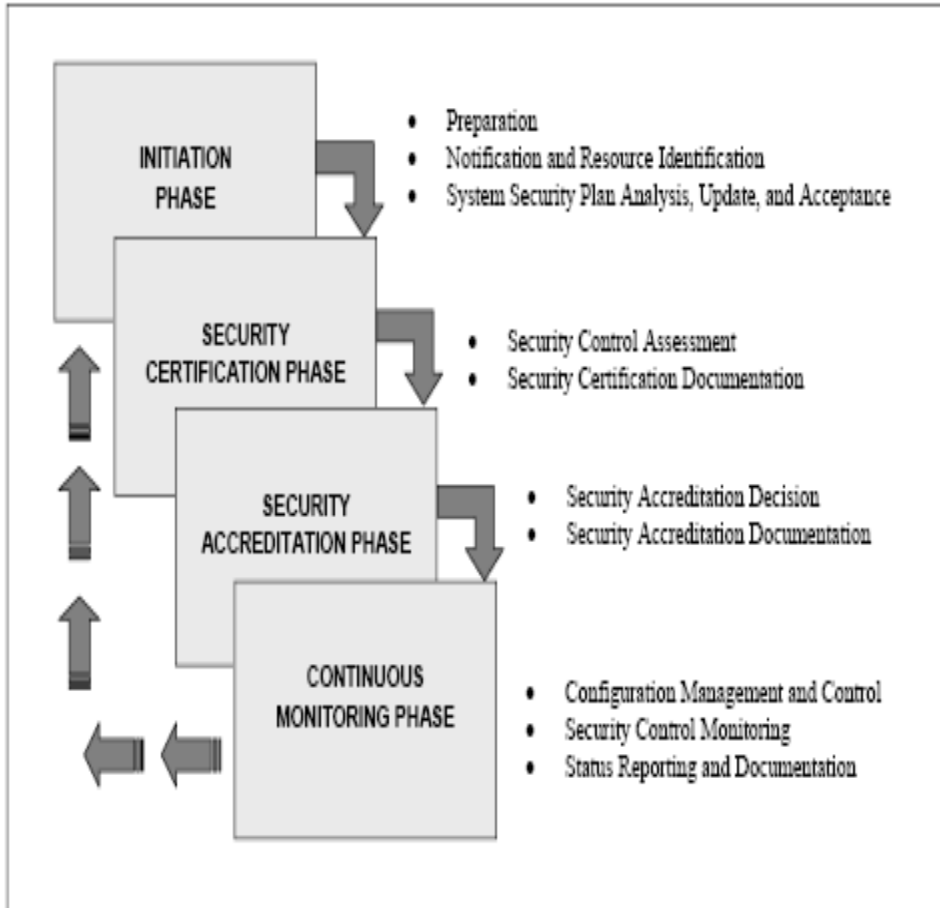 INITIATION
PHASE
• Preparation
• Notification and Resource Identification
• System Security Plan Analysis, Update, and Acceptance
SECURITY
CERTIFICATION PHASE
• Security Control Assessment
• Security Certification Documentation
SECURITY
ACCREDITATION PHASE
• Security Accreditation Decision
• Security Accreditation Documentation
CONTINUOUS
MONITORING PHASE
• Configuration Management and Control
• Security Control Monitoring
• Status Reporting and Documentation